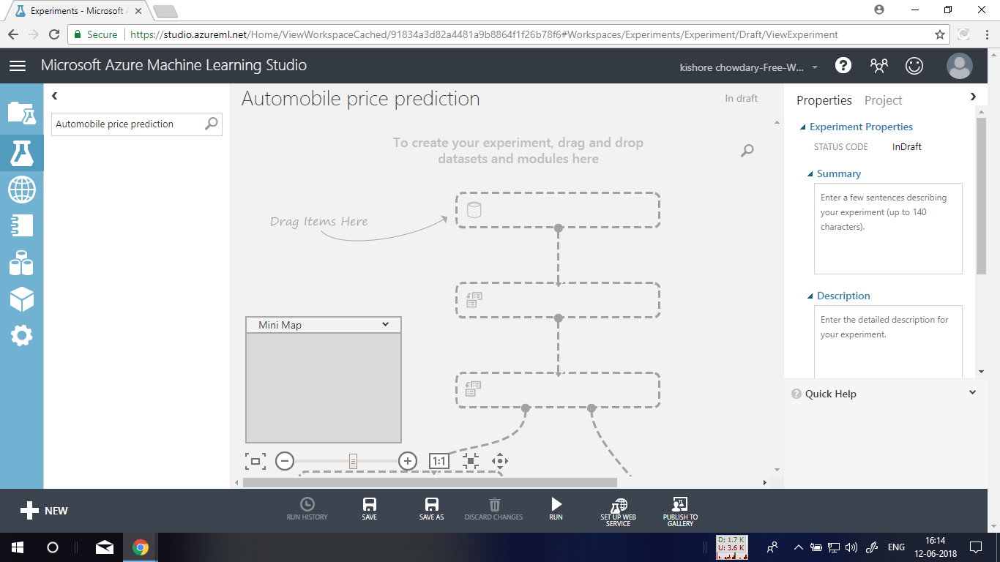 Experiments - Microsoft A
Secure
https://studio.azureml.net/Home/ViewWorkspaceCached/91834a3d82a4481a9b8864f1f26b78f6#Workspaces/Experiments/Experiment/Draft/ViewExperiment
Microsoft Azure Machine Learning Studio
kishore chowdary-Free-W...
Automobile price prediction
Automobile price prediction
In draft
To create your experiment, drag and drop
datasets and modules here
Drag Items Here
Mini Map
1:1
Properties
Project
Experiment Properties
STATUS CODE
InDraft
Summary
Enter a few sentences describing
your experiment (up to 140
characters).
Description
Enter the detailed description for
your experiment.
Quick Help
NEW
RUN HISTORY
SAVE
SAVE AS
DISCARD CHANGES
RUN
SET UP WEB
SERVICE
PUBLISH TO
GALLERY
D: 1.7 K
U: 3.6 K
ENG
16:14
12-06-2018